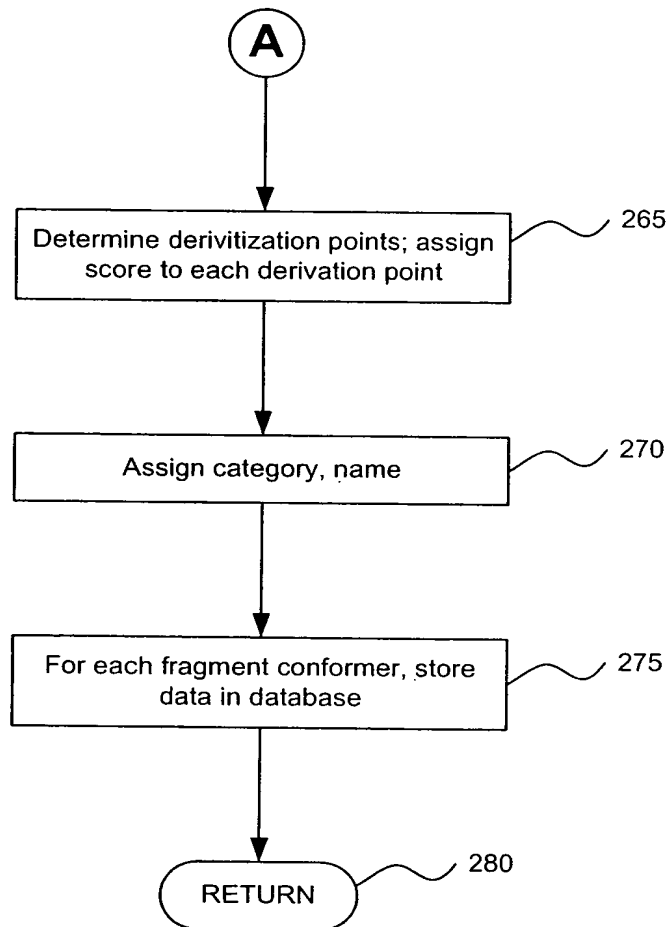 A
Determine derivitization points; assign
score to each derivation point
265
Assign category, name
270
For each fragment conformer, store
data in database
275
RETURN
280